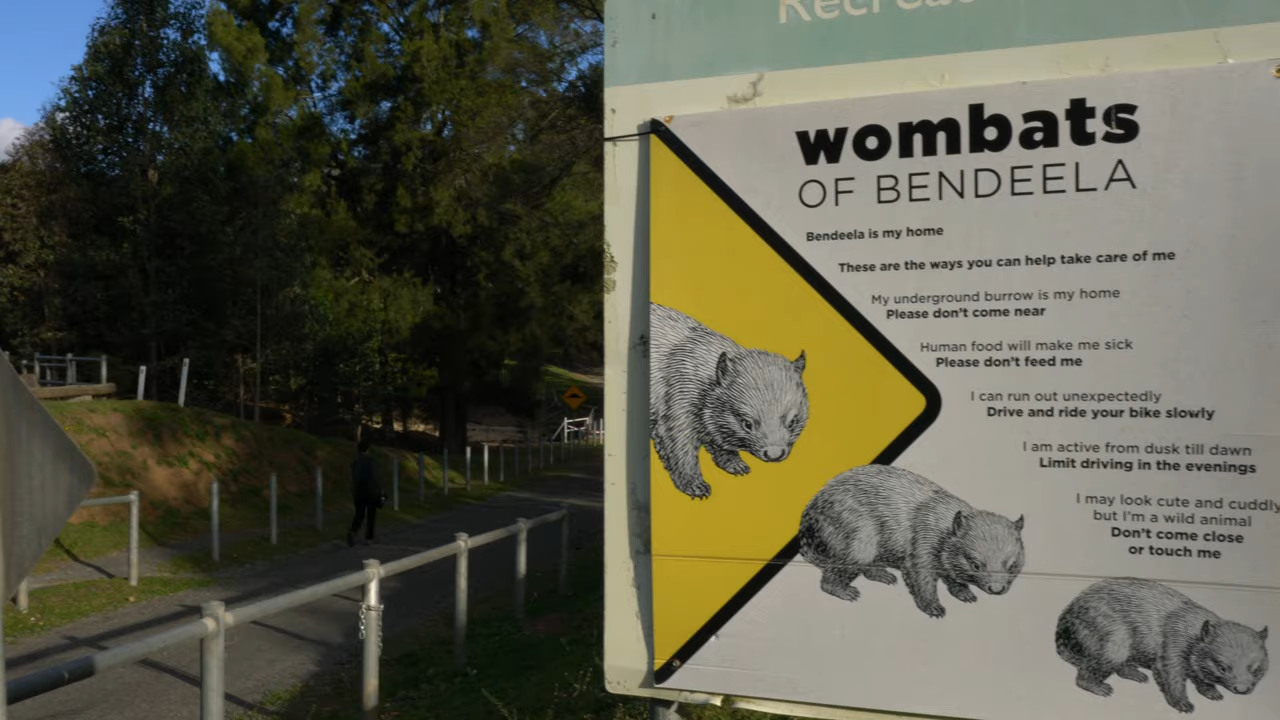 wombats
OF BENDEELA
Bendeela is my home
These are the ways you can help take care of me
My underground burrow is my home
Please don't come near
Human food will make me sick
Please don't feed me
I can run out unexpectedly
Drive and ride your bike slowly
I am active from dusk till dawn
Limit driving in the evenings
I may look cute and cuddly
but I'm a wild animal
Don't come close
or touch me